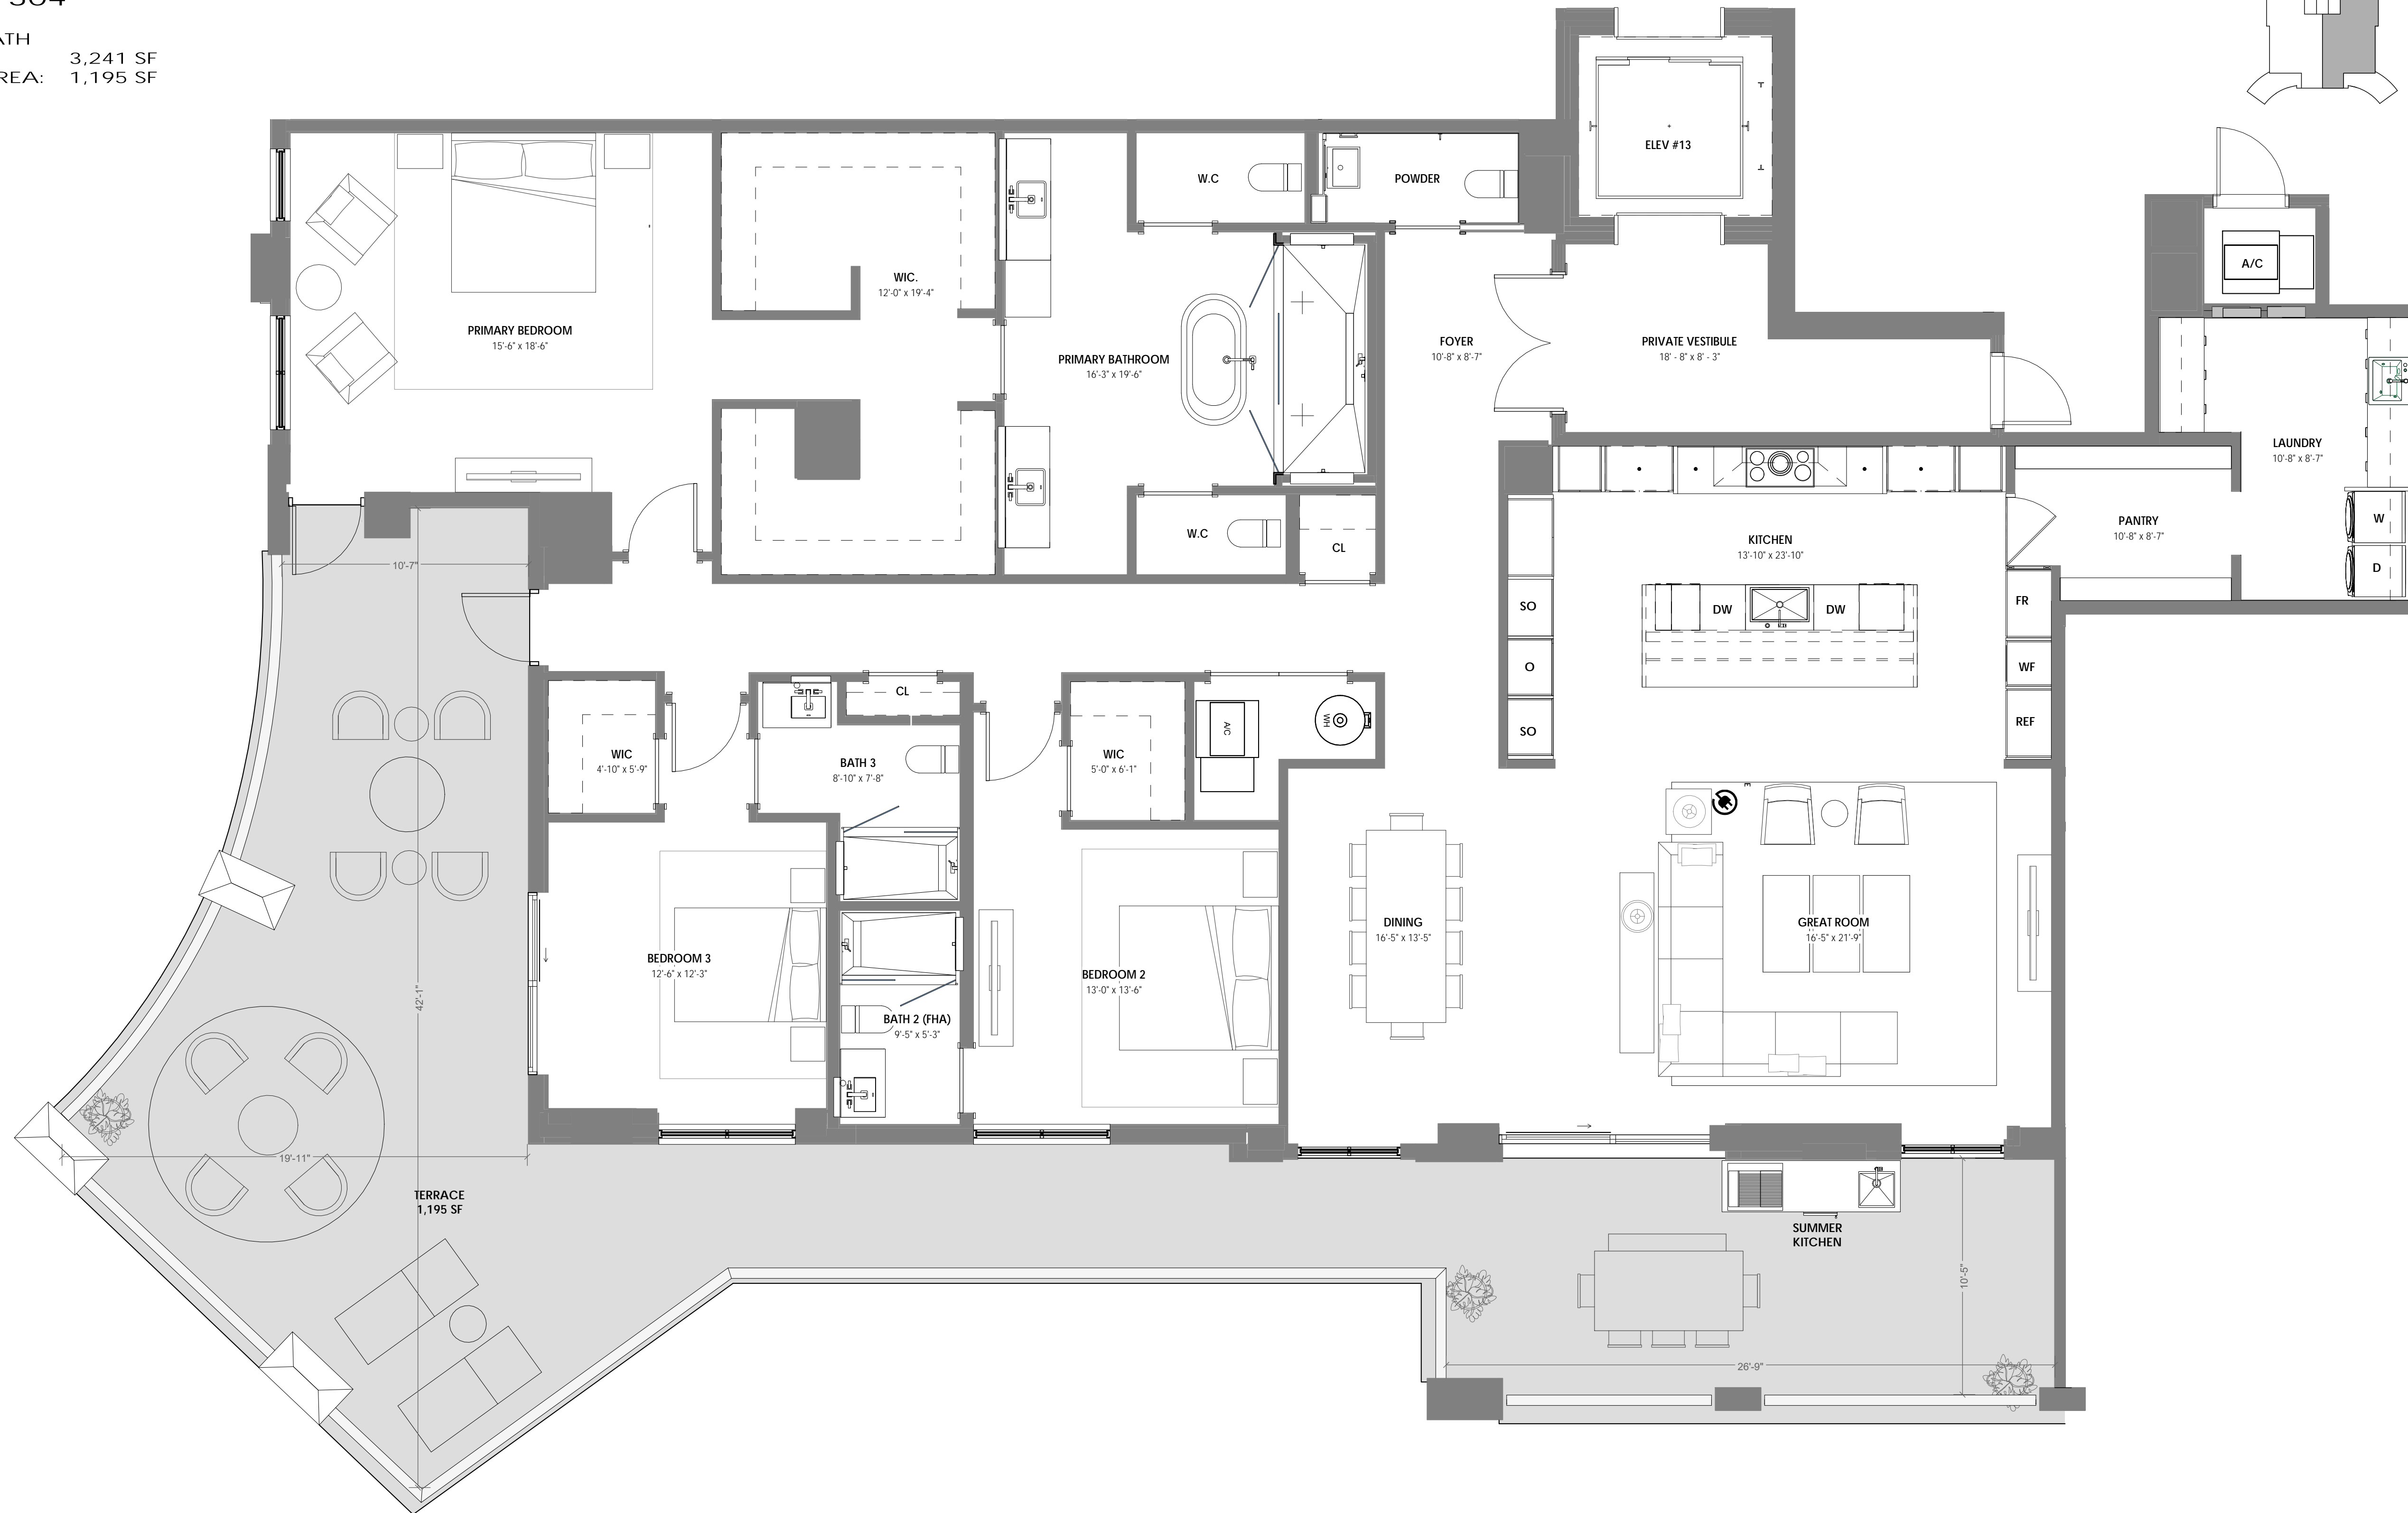 3,241 SF
1,195 SF
ELEV #13
W.C
POWDER
A/C
WIC.
12'-0" x 19'-4"
PRIMARY BEDROOM
15'-6" x 18'-6"
PRIMARY BATHROOM
16'-3" x 19'-6"
FOYER
10'-8" x 8'-7"
PRIVATE VESTIBULE
18' - 8" x 8' - 3"
LAUNDRY
10'-8" x 8'-7"
W
D
PANTRY
10'-8" x 8'-7"
KITCHEN
13'-10" x 23'-10"
W.C
CL
10'-7"
SO
O
SO
DW
DW
FR
WF
REF
CL
WIC
4'-10" x 5'-9"
BATH 3
8'-10" x 7'-8"
WIC
5'-0" x 6'-1"
A/C
WH
DINING
16'-5" x 13'-5"
GREAT ROOM
16'-5" x 21'-9"
BEDROOM 3
12'-6" x 12'-3"
BEDROOM 2
13'-0" x 13'-6"
BATH 2 (FHA)
9'-5" x 5'-3"
42'-1"
19'-11"
TERRACE
1,195 SF
SUMMER
KITCHEN
10'-5"
26'-9"